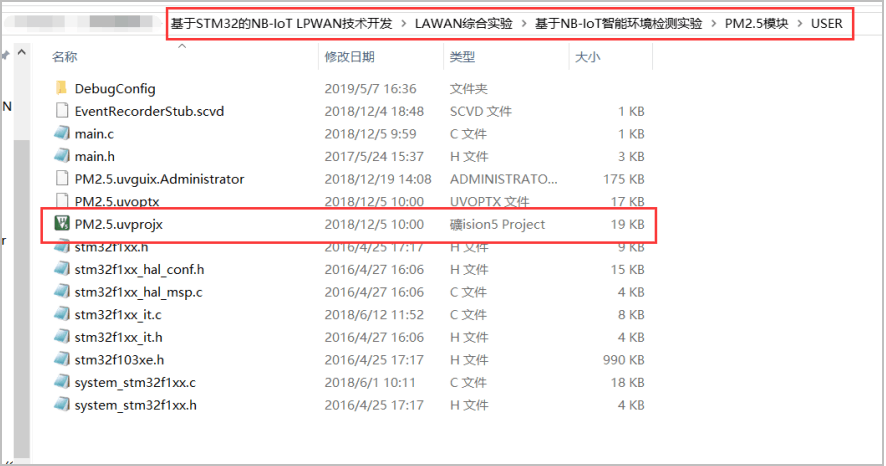 基于STM32的NB-IoT LPWAN技术开发 > LAWAN综合实验 > 基于NB-IoT智能环境检测实验 > PM2.5模块 > USER
名称 修改日期 类型 大小
DebugConfig 2019/5/7 16:36 文件夹
EventRecorderStub.scvd 2018/12/4 18:48 SCVD 文件 1 KB
main.c 2018/12/5 9:59 C 文件 1 KB
main.h 2017/5/24 15:37 H 文件 3 KB
PM2.5.uvguix.Administrator 2018/12/19 14:08 ADMINISTRATO... 175 KB
PM2.5.uvoptx 2018/12/5 10:00 UVOPTX 文件 17 KB
PM2.5.uvprojx 2018/12/5 10:00 礦ision5 Project 19 KB
stm32f1xx.h 2016/4/25 17:17 H 文件 9 KB
stm32f1xx_hal_conf.h 2016/4/27 16:06 H 文件 15 KB
stm32f1xx_hal_msp.c 2016/4/27 16:06 C 文件 4 KB
stm32f1xx_it.c 2018/6/12 11:52 C 文件 8 KB
stm32f1xx_it.h 2016/4/27 16:06 H 文件 4 KB
stm32f103xe.h 2016/4/25 17:17 H 文件 990 KB
system_stm32f1xx.c 2018/6/1 10:11 C 文件 18 KB
system_stm32f1xx.h 2016/4/25 17:17 H 文件 4 KB
N
r